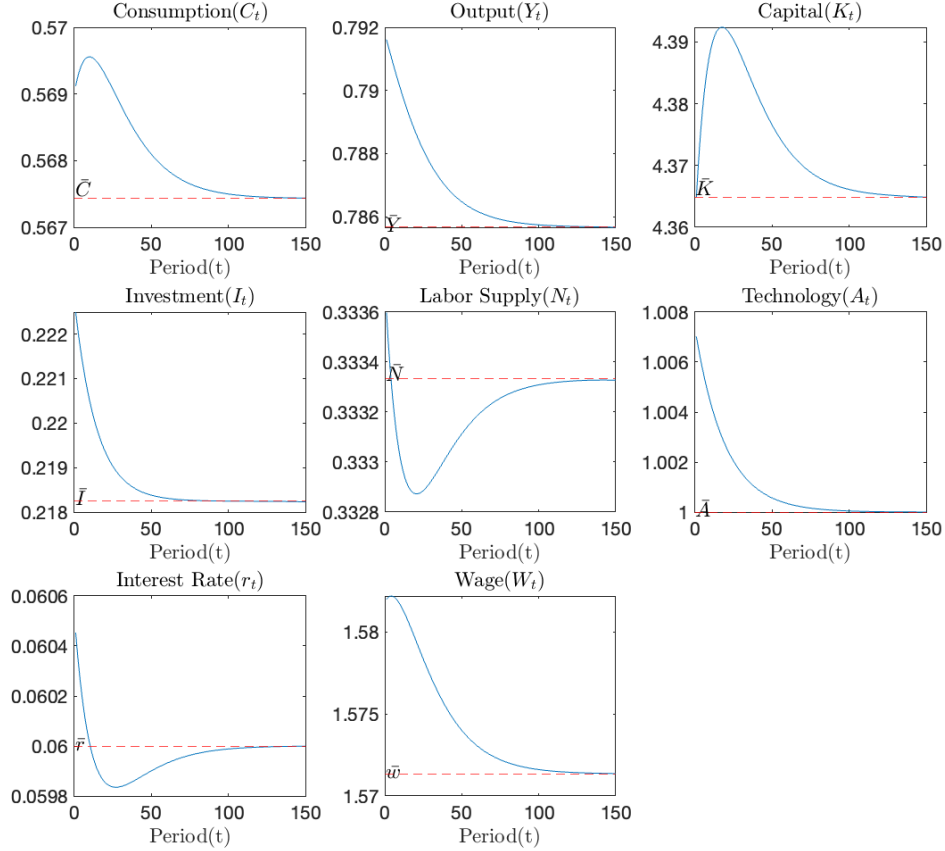 Consumption(C_t)
0.57
0.569
0.568
0.567
C̄
0 50 100 150
Period(t)
Output(Y_t)
0.792
0.79
0.788
0.786
Ȳ
0 50 100 150
Period(t)
Capital(K_t)
4.39
4.38
4.37
4.36
K̄
0 50 100 150
Period(t)
Investment(I_t)
0.222
0.221
0.22
0.219
0.218
Ī
0 50 100 150
Period(t)
Labor Supply(N_t)
0.3336
0.3334
0.3332
0.333
0.3328
N̄
0 50 100 150
Period(t)
Technology(A_t)
1.008
1.006
1.004
1.002
1
Ā
0 50 100 150
Period(t)
Interest Rate(r_t)
0.0606
0.0604
0.0602
0.06
0.0598
r̄
0 50 100 150
Period(t)
Wage(W_t)
1.58
1.575
1.57
w̄
0 50 100 150
Period(t)